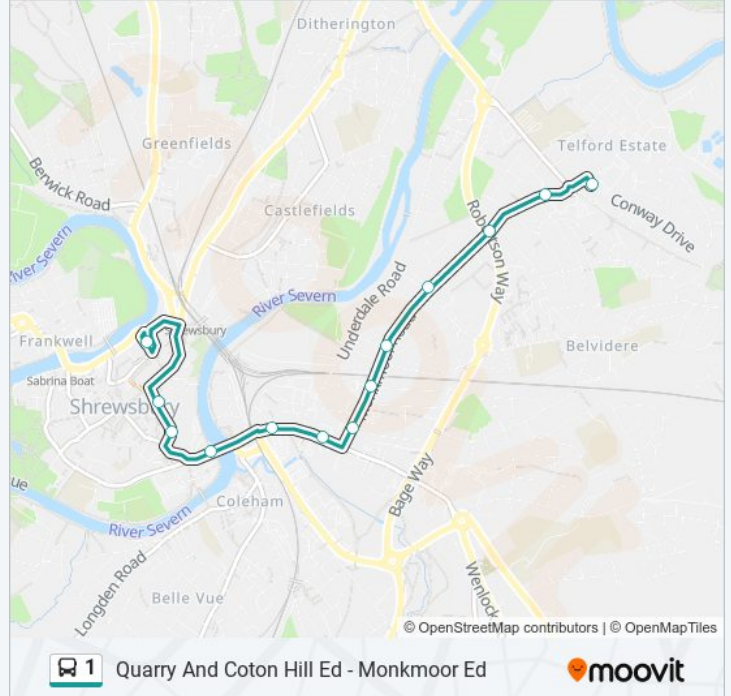 Ditherington
Greenfields
Telford Estate
Berwick Road
Castlefields
Conway Drive
River Severn
River Severn
Underdale Road
Frankwell
Belvidere
Sabrina Boat
Shrewsbury
Bage Way
Coleham
River Severn
Longden Road
Belle Vue
Wenlock
© OpenStreetMap contributors | © OpenMapTiles
1 Quarry And Coton Hill Ed - Monkmoor Ed moovit